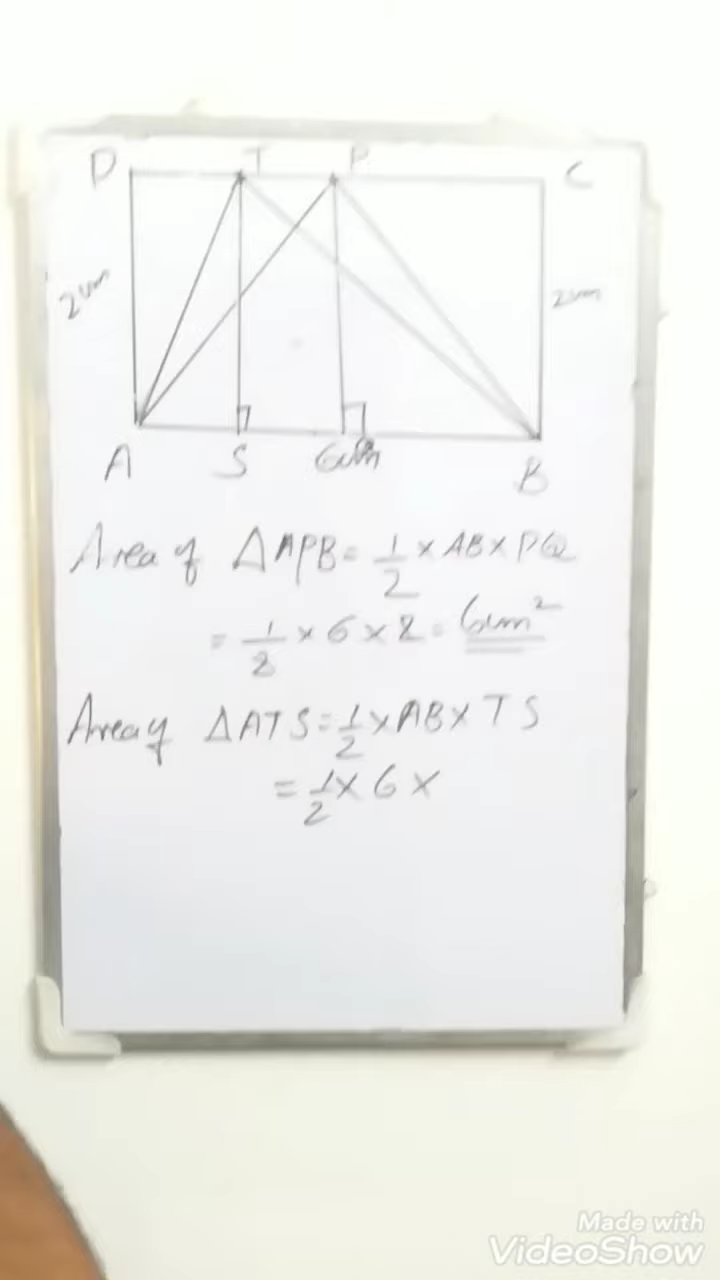 D T P C
2cm 2cm
A S 6cm B
Area of ΔAPB = 1/2 × AB × PQ
= 1/2 × 6 × 2 = 6cm²
Area of ΔATS = 1/2 × AB × TS
= 1/2 × 6 ×
Made with
VideoShow